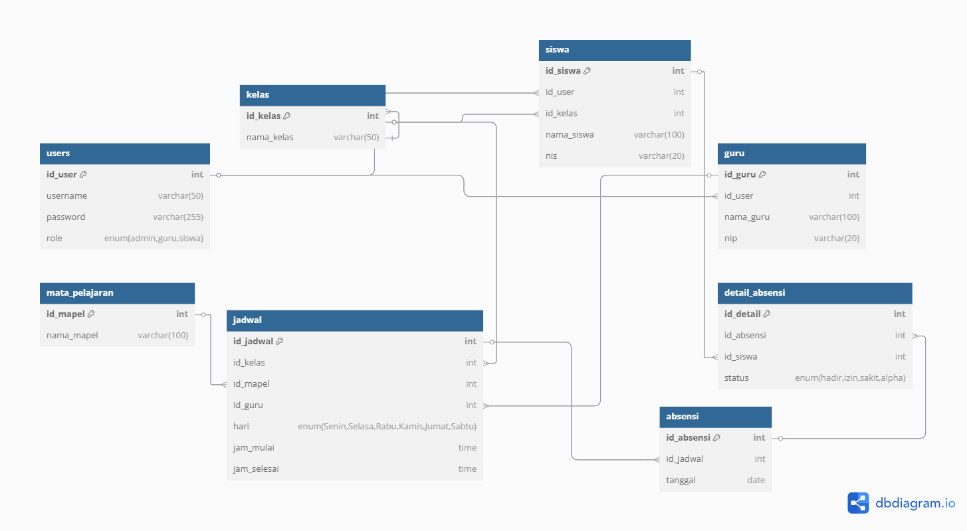 siswa
id_siswa int
id_user int
id_kelas int
nama_siswa varchar(100)
nis varchar(20)
kelas
id_kelas int
nama_kelas varchar(50)
users
id_user int
username varchar(50)
password varchar(255)
role enum(admin,guru,siswa)
guru
id_guru int
id_user int
nama_guru varchar(100)
nip varchar(20)
mata_pelajaran
id_mapel int
nama_mapel varchar(100)
jadwal
id_jadwal int
id_kelas int
id_mapel int
id_guru int
hari enum(Senin,Selasa,Rabu,Kamis,Jumat,Sabtu)
jam_mulai time
jam_selesai time
detail_absensi
id_detail int
id_absensi int
id_siswa int
status enum(hadir,izin,sakit,alpha)
absensi
id_absensi int
id_jadwal int
tanggal date
dbdiagram.io